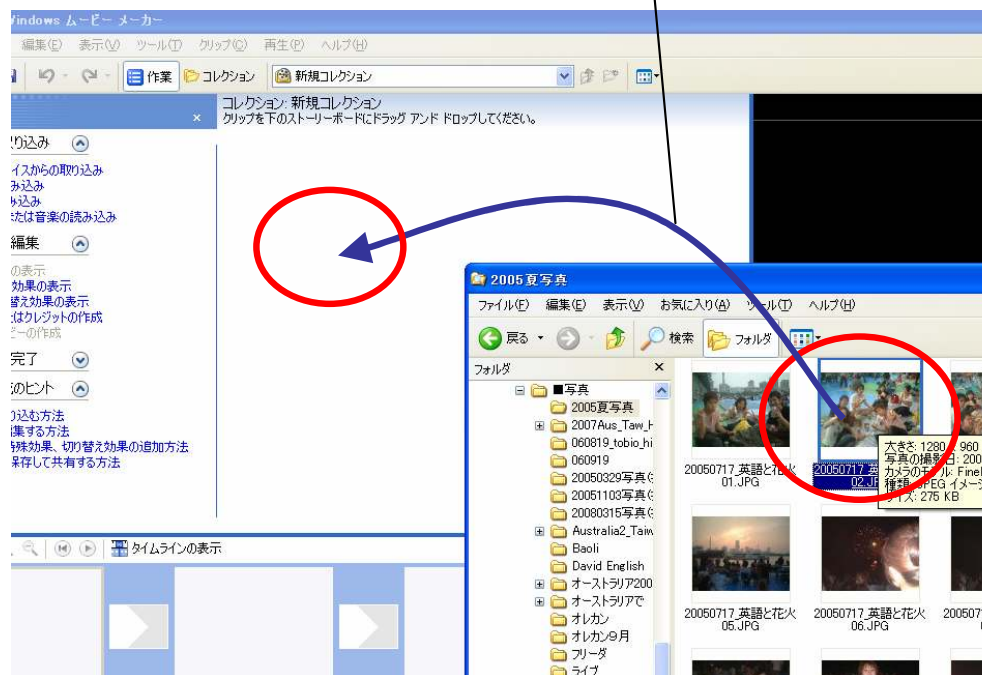 Windows ムービー メーカー
編集(E) 表示(V) ツール(T) クリップ(C) 再生(P) ヘルプ(H)
作業 コレクション 新規コレクション
コレクション: 新規コレクション
クリップを下のストーリーボードにドラッグ アンド ドロップしてください。
り込み
イスからの取り込み
み込み
み込み
たは音楽の読み込み
編集
の表示
効果の表示
替え効果の表示
はクレジットの作成
ビーの作成
完了
のヒント
り込む方法
集する方法
特殊効果、切り替え効果の追加方法
保存して共有する方法
タイムラインの表示
2005夏写真
ファイル(F) 編集(E) 表示(V) お気に入り(A) ツール(T) ヘルプ(H)
戻る 検索 フォルダ
フォルダ ×
■写真
2005夏写真
2007Aus_Taw_H
060819_tobio_hi
060919
20050329写真(
20051103写真(
20080315写真(
Australia2_Taiw
Baoli
David English
オーストラリア200
オーストラリアで
オレカン
オレカン9月
フリーダ
ライブ
20050717_英語と花火
01.JPG
20050717_英
02.JP
大きさ: 1280 x 960
写真の撮影日: 200
カメラのモデル: FineP
種類: JPEG イメージ
サイズ: 275 KB
20050717_英語と花火
05.JPG
20050717_英語と花火
06.JPG
200507